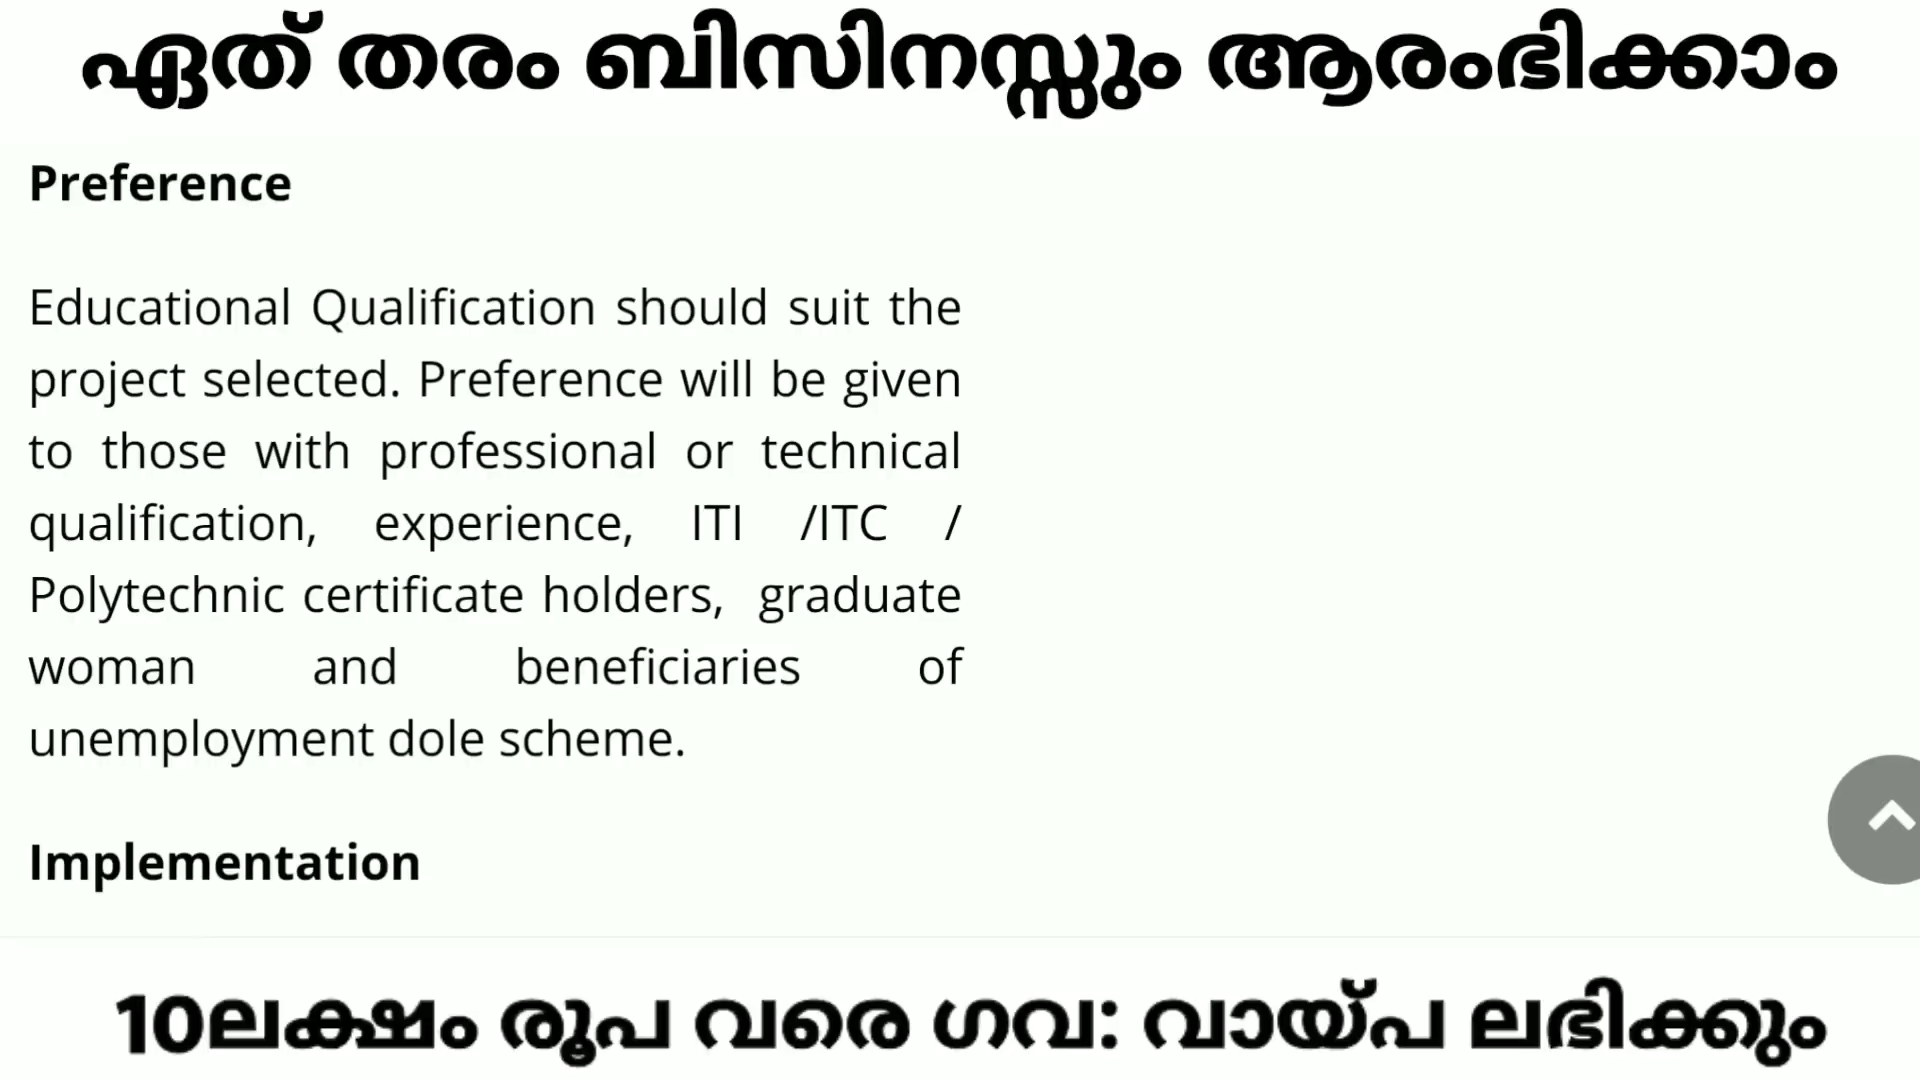 ഏത് തരം ബിസിനസ്സും ആരംഭിക്കാം
Preference
Educational Qualification should suit the
project selected. Preference will be given
to those with professional or technical
qualification, experience, ITI /ITC /
Polytechnic certificate holders, graduate
woman and beneficiaries of
unemployment dole scheme.
Implementation
10ലക്ഷം രൂപ വരെ ഗവ: വായ്പ ലഭിക്കും